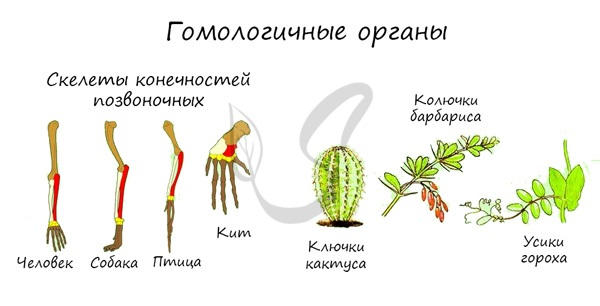 Гомологичные органы
Скелеты конечностей
позвоночных
Человек
Собака
Птица
Кит
Ключки
кактуса
Колючки
барбариса
Усики
гороха